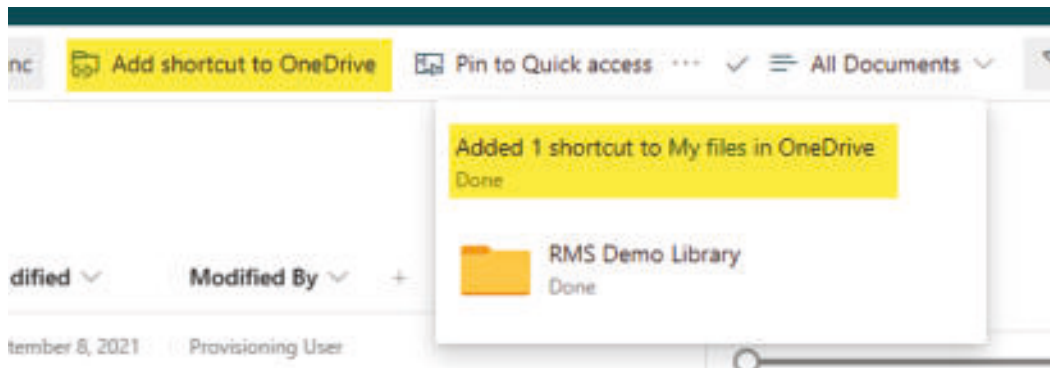 nc Add shortcut to OneDrive Pin to Quick access ··· All Documents
Added 1 shortcut to My files in OneDrive
Done
RMS Demo Library
Done
dified Modified By +
tember 8, 2021 Provisioning User